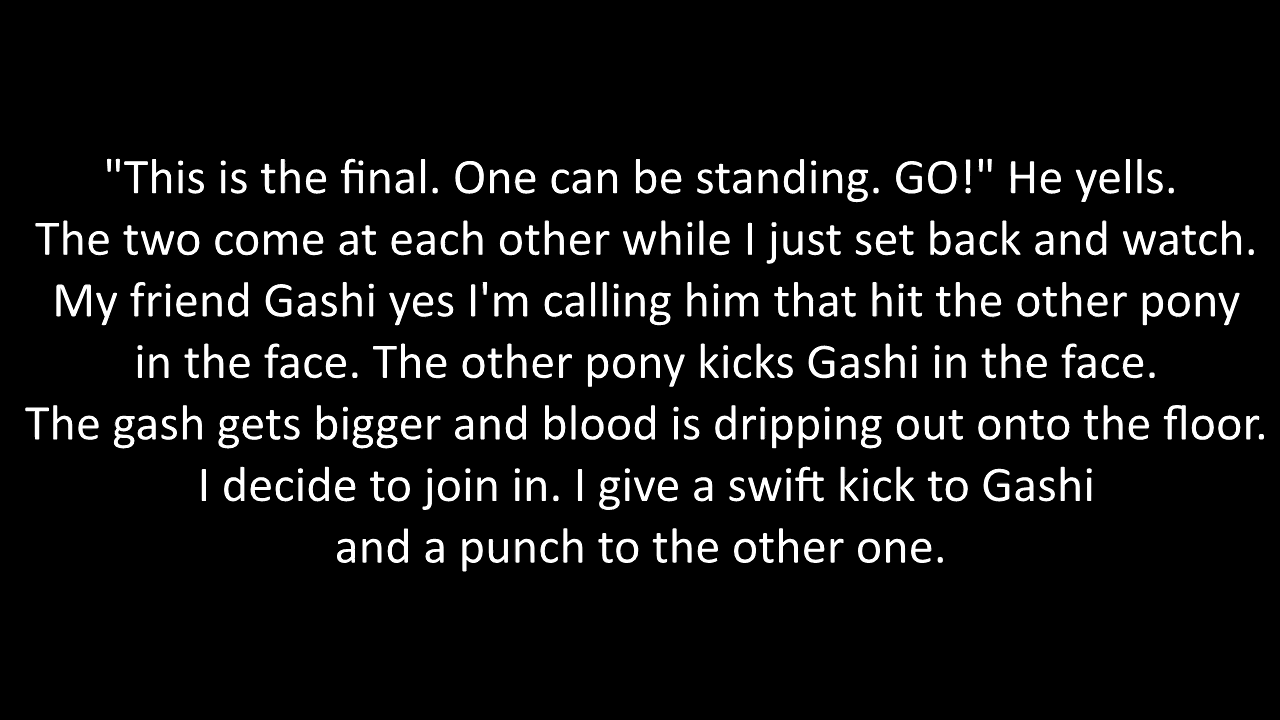 "This is the final. One can be standing. GO!" He yells.
The two come at each other while I just set back and watch.
My friend Gashi yes I'm calling him that hit the other pony
in the face. The other pony kicks Gashi in the face.
The gash gets bigger and blood is dripping out onto the floor.
I decide to join in. I give a swift kick to Gashi
and a punch to the other one.